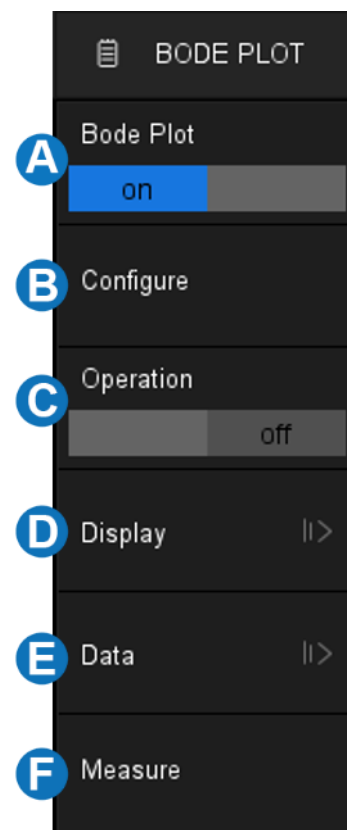 BODE PLOT
A
Bode Plot
on
B
Configure
C
Operation
off
D
Display
E
Data
F
Measure